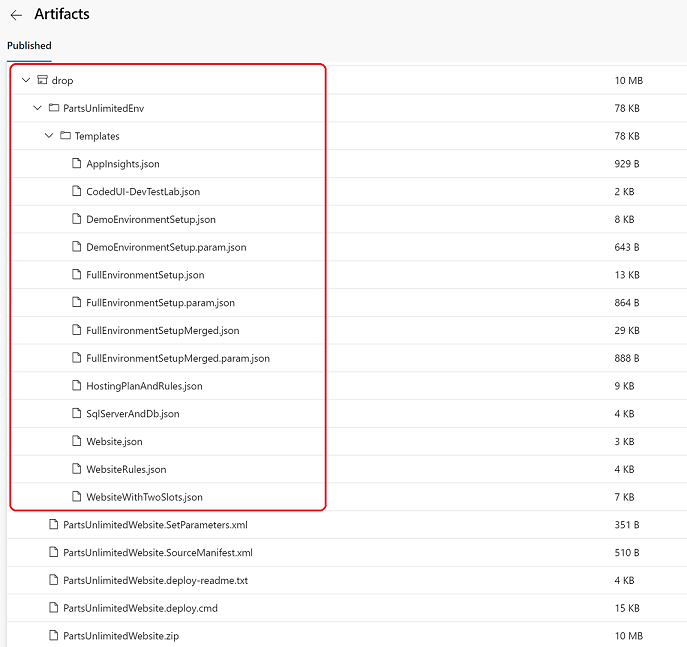 Artifacts
Published
drop 10 MB
PartsUnlimitedEnv 78 KB
Templates 78 KB
AppInsights.json 929 B
CodedUI-DevTestLab.json 2 KB
DemoEnvironmentSetup.json 8 KB
DemoEnvironmentSetup.param.json 643 B
FullEnvironmentSetup.json 13 KB
FullEnvironmentSetup.param.json 864 B
FullEnvironmentSetupMerged.json 29 KB
FullEnvironmentSetupMerged.param.json 888 B
HostingPlanAndRules.json 9 KB
SqlServerAndDb.json 4 KB
Website.json 3 KB
WebsiteRules.json 4 KB
WebsiteWithTwoSlots.json 7 KB
PartsUnlimitedWebsite.SetParameters.xml 351 B
PartsUnlimitedWebsite.SourceManifest.xml 510 B
PartsUnlimitedWebsite.deploy-readme.txt 4 KB
PartsUnlimitedWebsite.deploy.cmd 15 KB
PartsUnlimitedWebsite.zip 10 MB